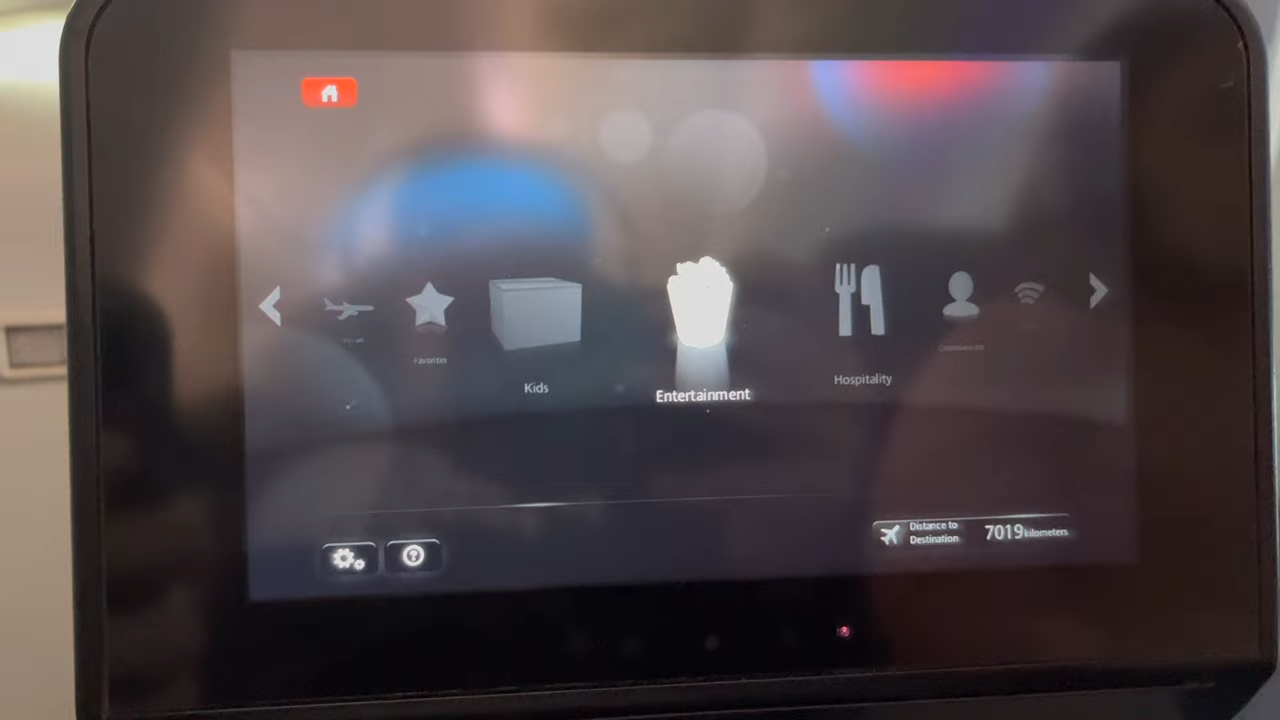 Favorites
Kids
Entertainment
Hospitality
Distance to
Destination
7019 kilometers